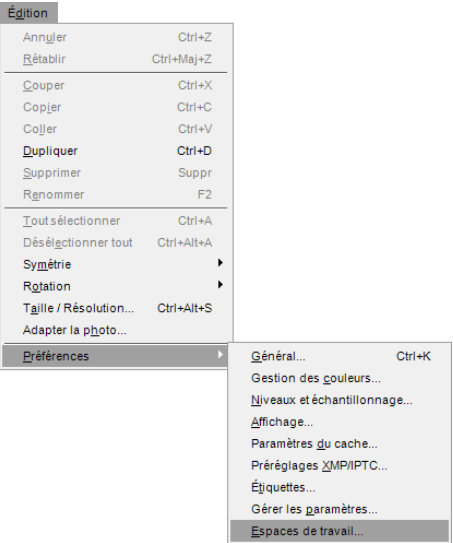 Édition
Annuler Ctrl+Z
Rétablir Ctrl+Maj+Z
Couper Ctrl+X
Copier Ctrl+C
Coller Ctrl+V
Dupliquer Ctrl+D
Supprimer Suppr
Renommer F2
Tout sélectionner Ctrl+A
Désélectionner tout Ctrl+Alt+A
Symétrie
Rotation
Taille / Résolution... Ctrl+Alt+S
Adapter la photo...
Préférences
Général... Ctrl+K
Gestion des couleurs...
Niveaux et échantillonnage...
Affichage...
Paramètres du cache...
Préréglages XMP/IPTC...
Étiquettes...
Gérer les paramètres...
Espaces de travail...